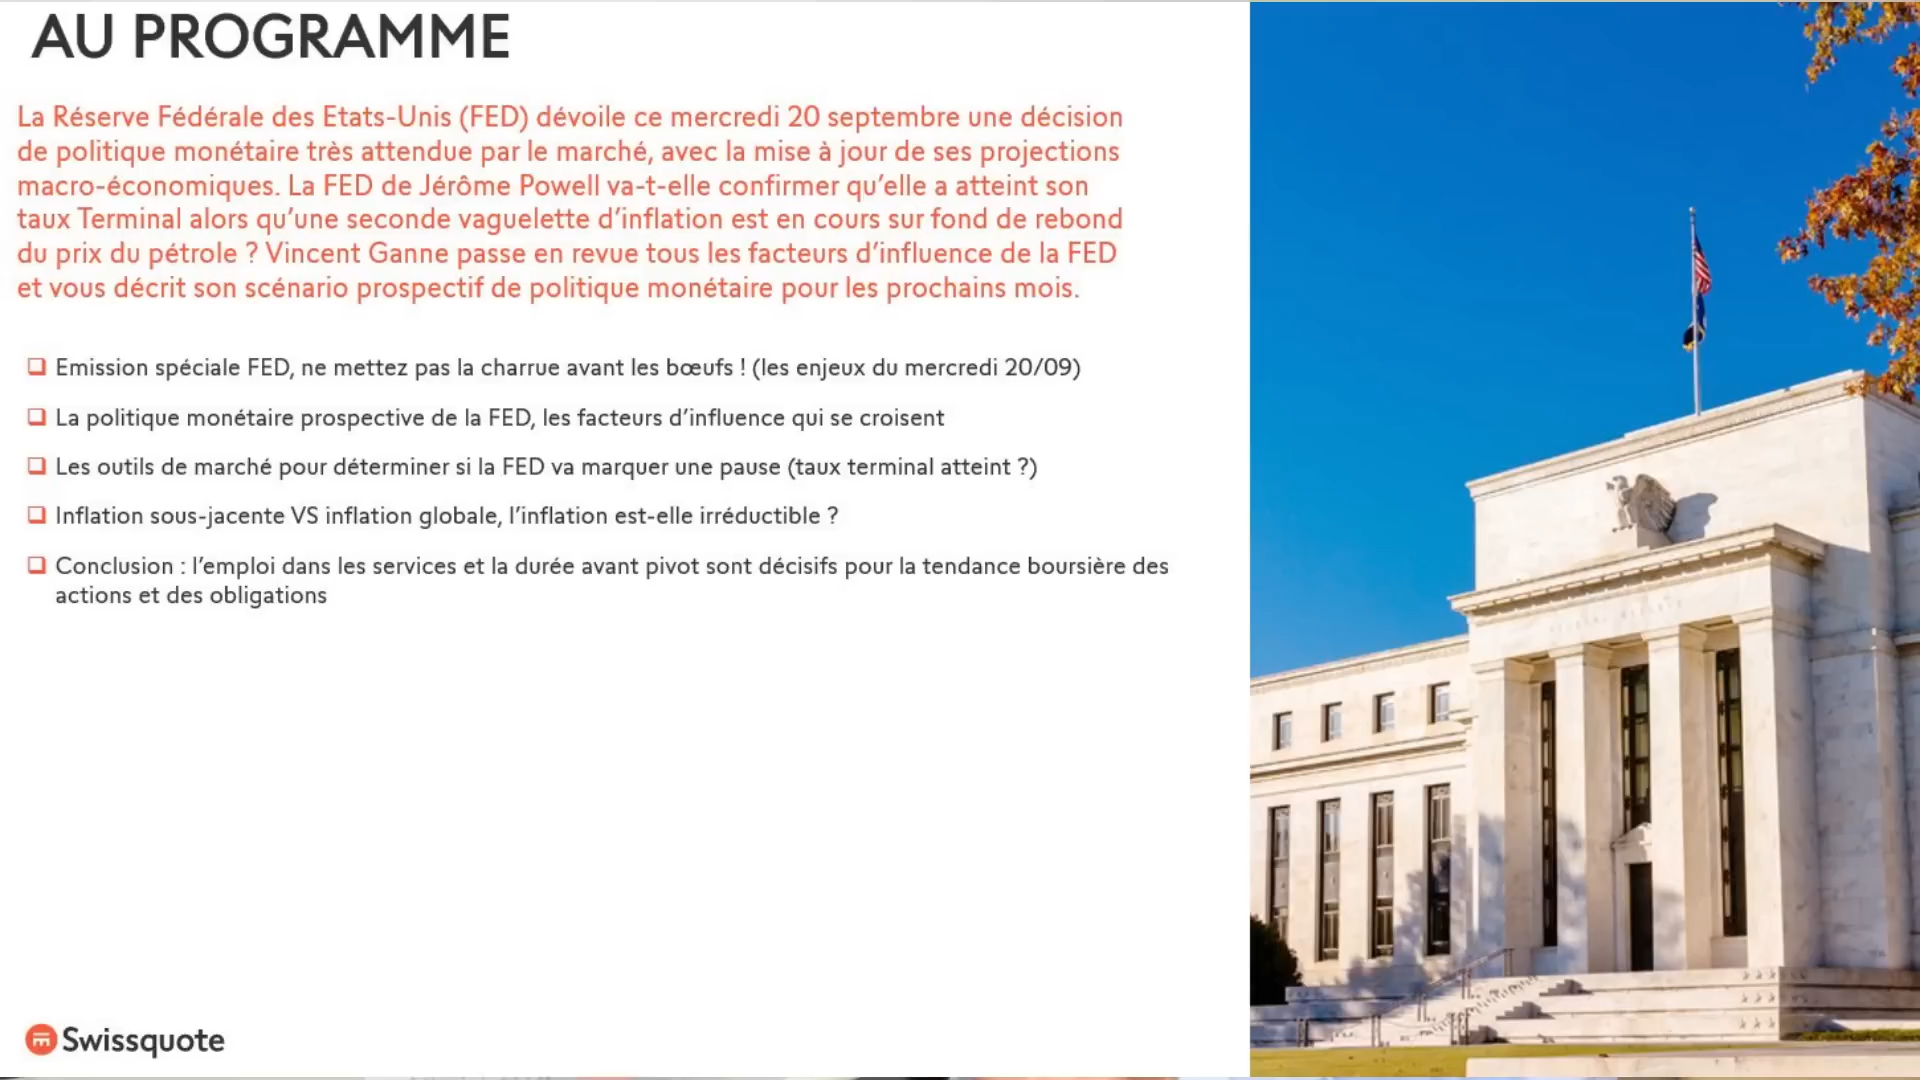 AU PROGRAMME
La Réserve Fédérale des Etats-Unis (FED) dévoile ce mercredi 20 septembre une décision
de politique monétaire très attendue par le marché, avec la mise à jour de ses projections
macro-économiques. La FED de Jérôme Powell va-t-elle confirmer qu’elle a atteint son
taux Terminal alors qu’une seconde vaguelette d’inflation est en cours sur fond de rebond
du prix du pétrole ? Vincent Ganne passe en revue tous les facteurs d’influence de la FED
et vous décrit son scénario prospectif de politique monétaire pour les prochains mois.
Emission spéciale FED, ne mettez pas la charrue avant les bœufs ! (les enjeux du mercredi 20/09)
La politique monétaire prospective de la FED, les facteurs d’influence qui se croisent
Les outils de marché pour déterminer si la FED va marquer une pause (taux terminal atteint ?)
Inflation sous-jacente VS inflation globale, l’inflation est-elle irréductible ?
Conclusion : l’emploi dans les services et la durée avant pivot sont décisifs pour la tendance boursière des
actions et des obligations
Swissquote